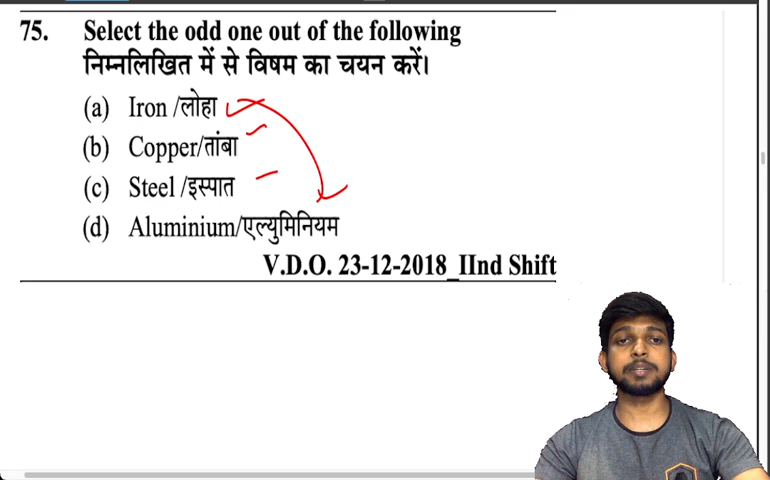 75. Select the odd one out of the following
निम्नलिखित में से विषम का चयन करें।
(a) Iron /लोहा
(b) Copper/तांबा
(c) Steel /इस्पात
(d) Aluminium/एल्युमिनियम
V.D.O. 23-12-2018_IInd Shift